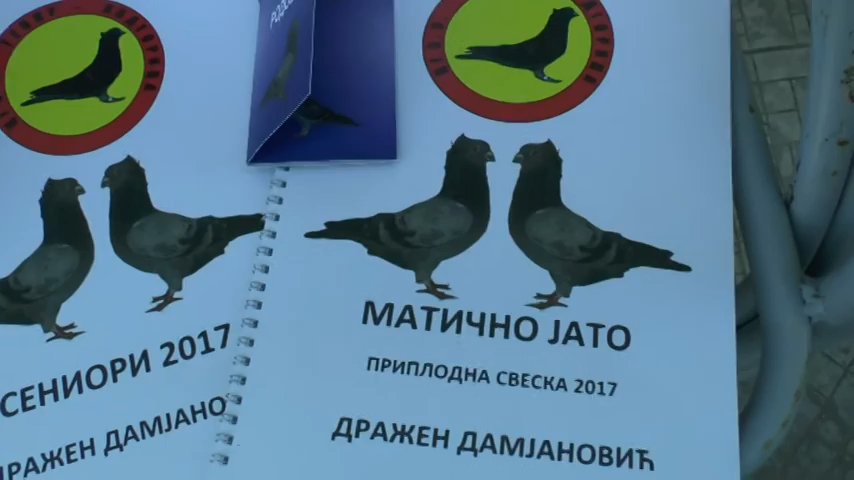 МАТИЧНО ЈАТО
ПРИПЛОДНА СВЕСКА 2017
ДРАЖЕН ДАМЈАНОВИЋ
СЕНИОРИ 2017
ДРАЖЕН ДАМЈАНО